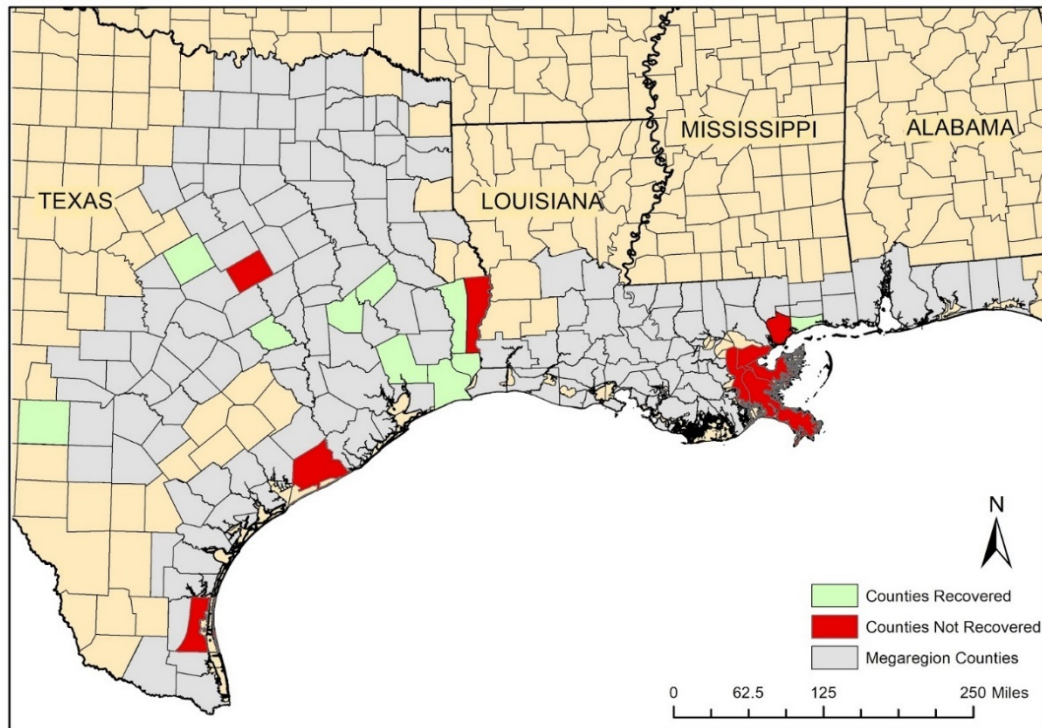 MISSISSIPPI
ALABAMA
TEXAS
LOUISIANA
N
Counties Recovered
Counties Not Recovered
Megaregion Counties
0 62.5 125 250 Miles